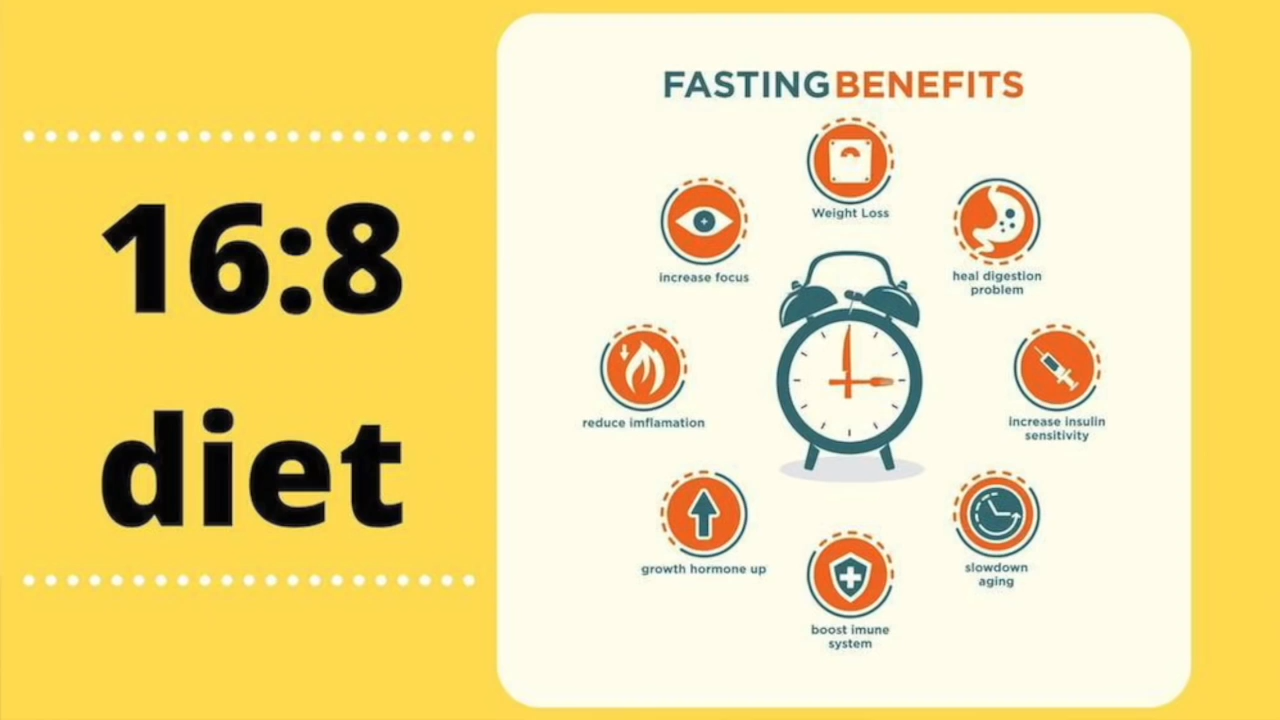 16:8
diet
FASTING BENEFITS
Weight Loss
increase focus
heal digestion
problem
reduce imflamation
increase insulin
sensitivity
growth hormone up
slowdown
aging
boost imune
system